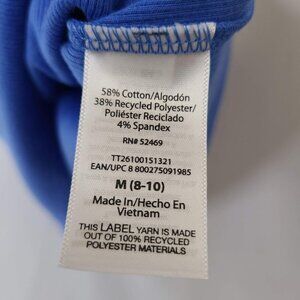 58% Cotton/Algodón
38% Recycled Polyester/
Poliéster Reciclado
4% Spandex
RN# 52469
TT26100151321
EAN/UPC 8 800275091985
M (8-10)
Made In/Hecho En
Vietnam
THIS LABEL YARN IS MADE
OUT OF 100% RECYCLED
POLYESTER MATERIALS